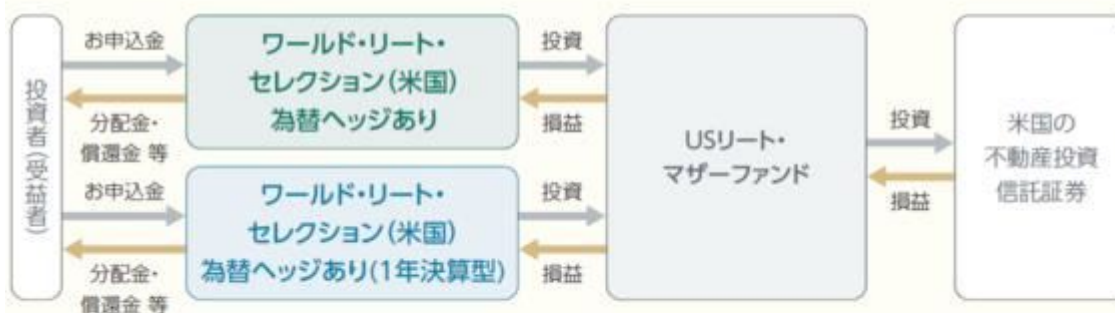 投資者(受益者)
お申込金
分配金・
償還金 等
ワールド・リート・
セレクション(米国)
為替ヘッジあり
投資
損益
お申込金
分配金・
償還金 等
ワールド・リート・
セレクション(米国)
為替ヘッジあり(1年決算型)
投資
損益
USリート・
マザーファンド
投資
損益
米国の
不動産投資
信託証券